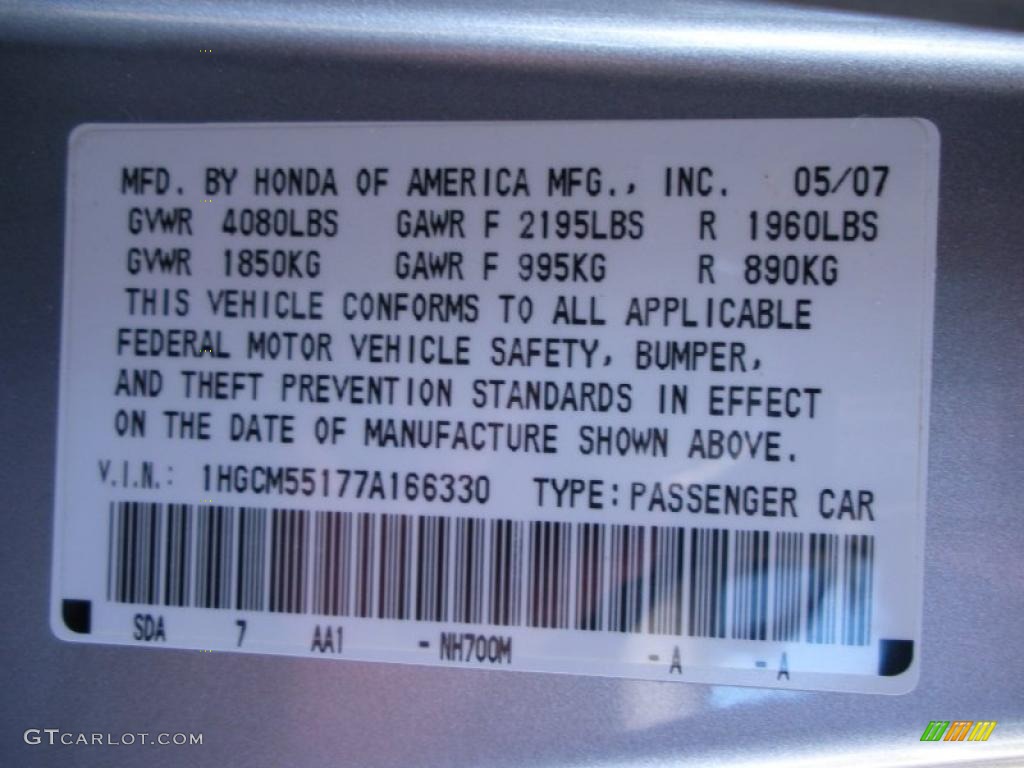 MFD. BY HONDA OF AMERICA MFG., INC. 05/07
GVWR 4080LBS GAWR F 2195LBS R 1960LBS
GVWR 1850KG GAWR F 995KG R 890KG
THIS VEHICLE CONFORMS TO ALL APPLICABLE
FEDERAL MOTOR VEHICLE SAFETY, BUMPER,
AND THEFT PREVENTION STANDARDS IN EFFECT
ON THE DATE OF MANUFACTURE SHOWN ABOVE.
V.I.N.: 1HGCM55177A166330 TYPE: PASSENGER CAR
SDA 7 AA1 - NH700M - A - A
GTCARLOT.COM